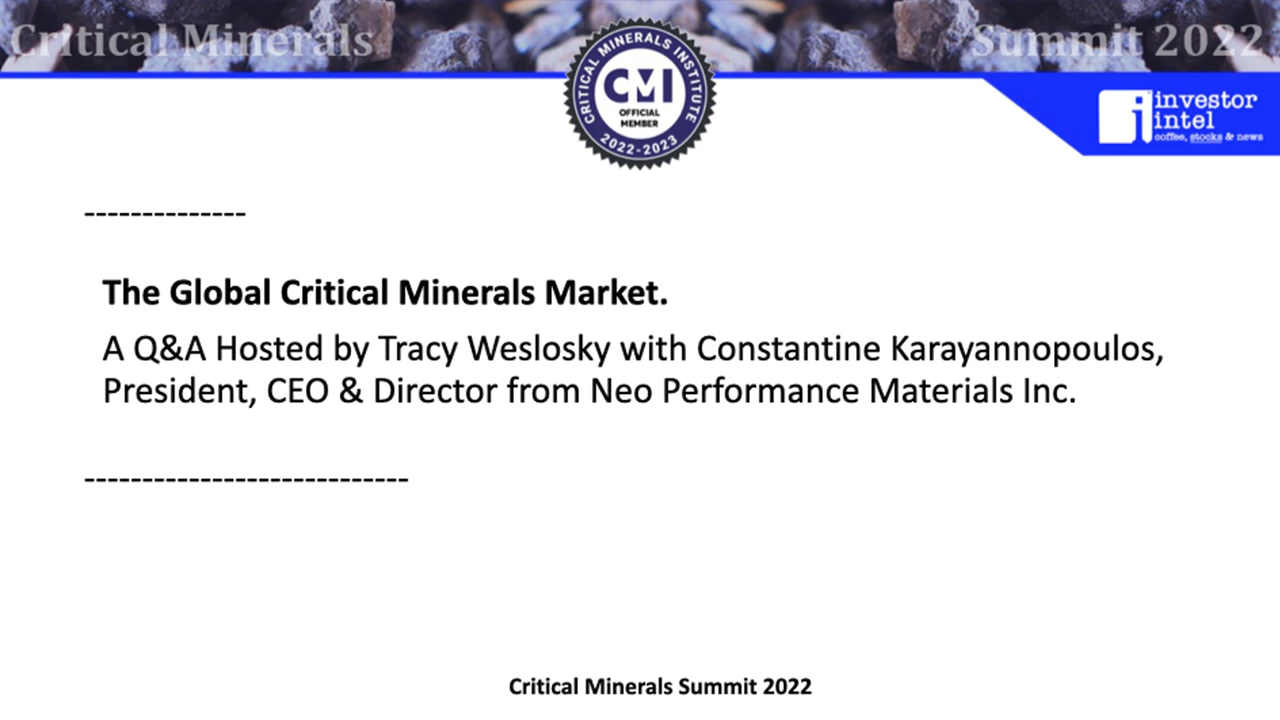 Critical Minerals
Summit 2022
CRITICAL MINERALS INSTITUTE
CMI
OFFICIAL
MEMBER
2022-2023
investor
intel
coffee, stocks & news
--------------
The Global Critical Minerals Market.
A Q&A Hosted by Tracy Weslosky with Constantine Karayannopoulos,
President, CEO & Director from Neo Performance Materials Inc.
----------------------------
Critical Minerals Summit 2022